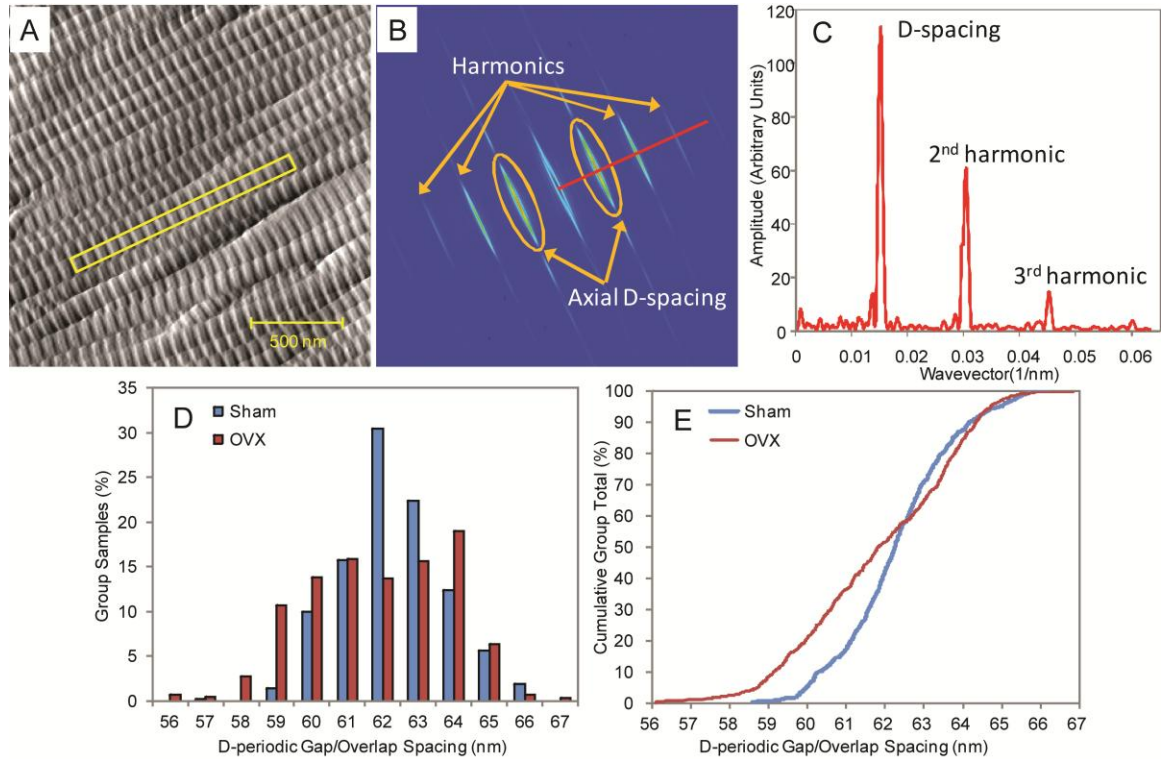 A
500 nm
B
Harmonics
Axial D-spacing
C
D-spacing
2nd harmonic
3rd harmonic
Amplitude (Arbitrary Units)
120
100
80
60
40
20
0
0 0.01 0.02 0.03 0.04 0.05 0.06
Wavevector(1/nm)
D
Sham
OVX
Group Samples (%)
35
30
25
20
15
10
5
0
56 57 58 59 60 61 62 63 64 65 66 67
D-periodic Gap/Overlap Spacing (nm)
E
Sham
OVX
Cumulative Group Total (%)
100
90
80
70
60
50
40
30
20
10
0
56 57 58 59 60 61 62 63 64 65 66 67
D-periodic Gap/Overlap Spacing (nm)